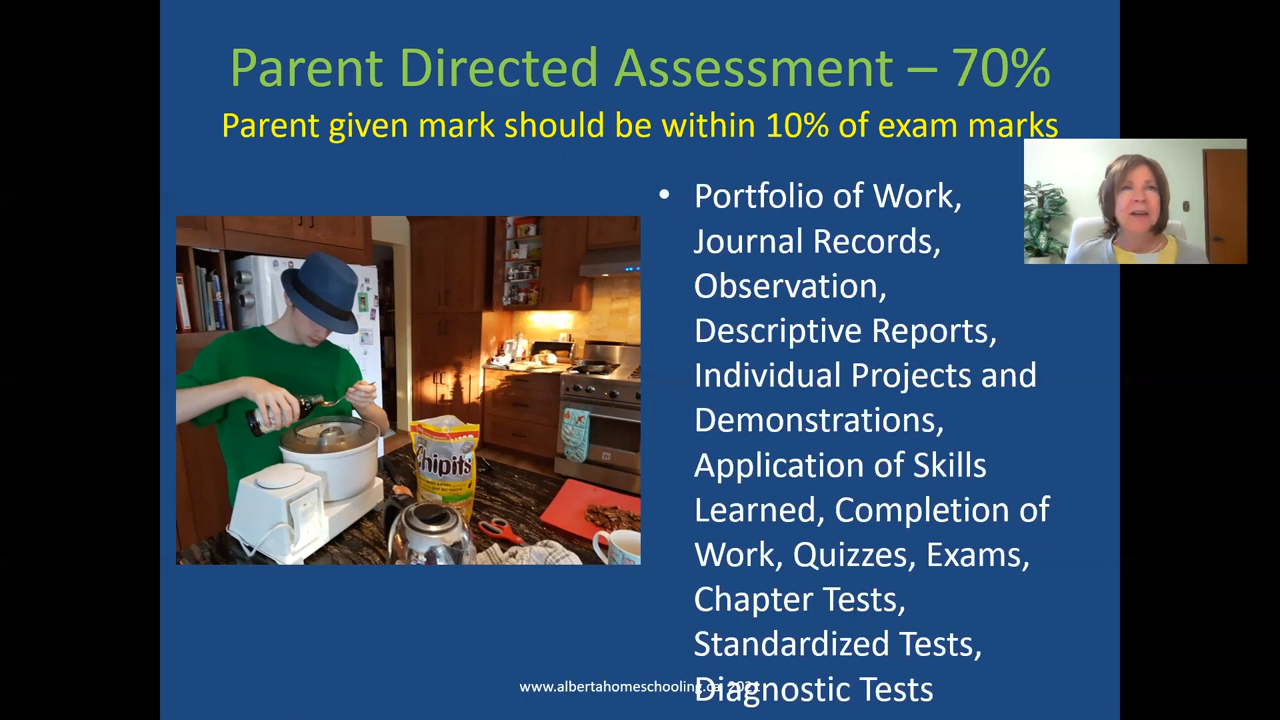 Parent Directed Assessment – 70%
Parent given mark should be within 10% of exam marks
• Portfolio of Work,
Journal Records,
Observation,
Descriptive Reports,
Individual Projects and
Demonstrations,
Application of Skills
Learned, Completion of
Work, Quizzes, Exams,
Chapter Tests,
Standardized Tests,
Diagnostic Tests
Chipits
www.albertahomeschooling.ca 2021